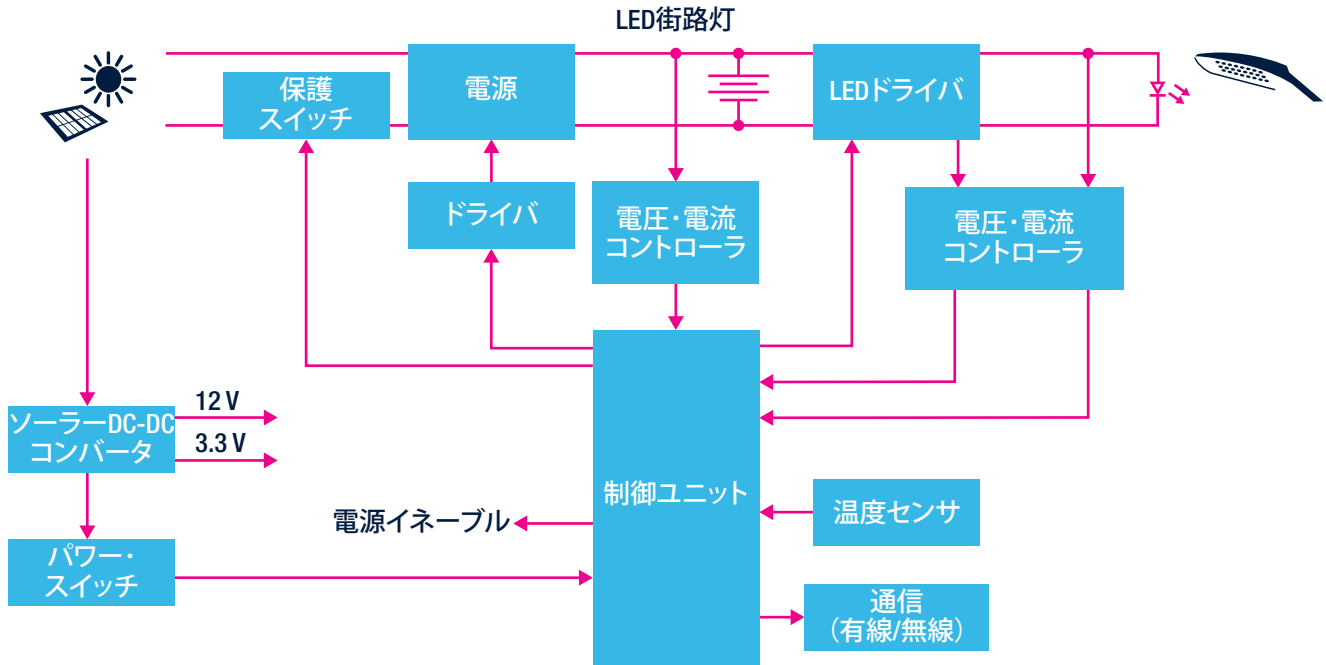 LED街路灯
保護
スイッチ
電源
LEDドライバ
ドライバ
電圧・電流
コントローラ
電圧・電流
コントローラ
12 V
ソーラーDC-DC
コンバータ
3.3 V
制御ユニット
温度センサ
電源イネーブル
パワー・
スイッチ
通信
（有線/無線）